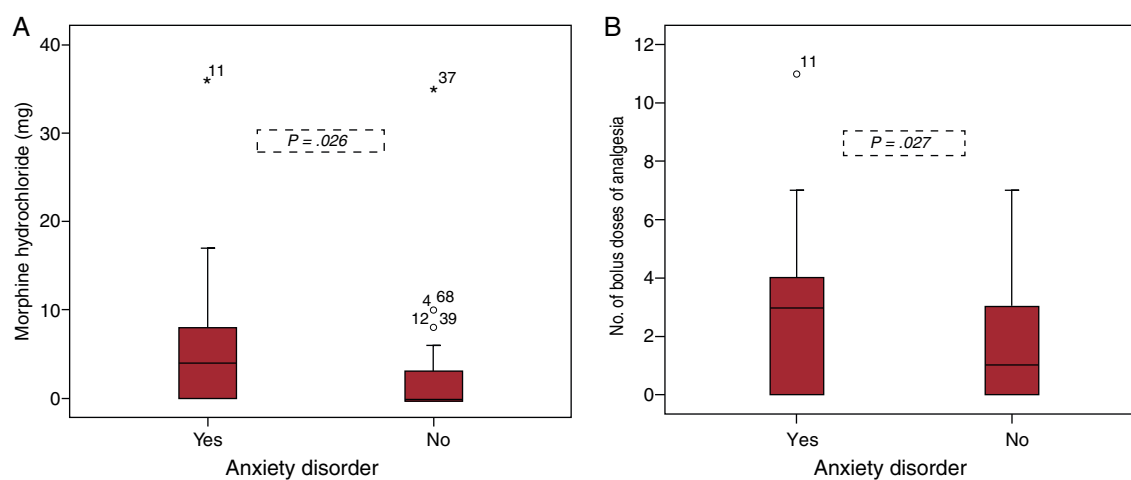 A
Morphine hydrochloride (mg)
40
30
20
10
0
*11
*37
P = .026
4 68
12 39
Yes
No
Anxiety disorder
B
No. of bolus doses of analgesia
12
10
8
6
4
2
0
11
P = .027
Yes
No
Anxiety disorder